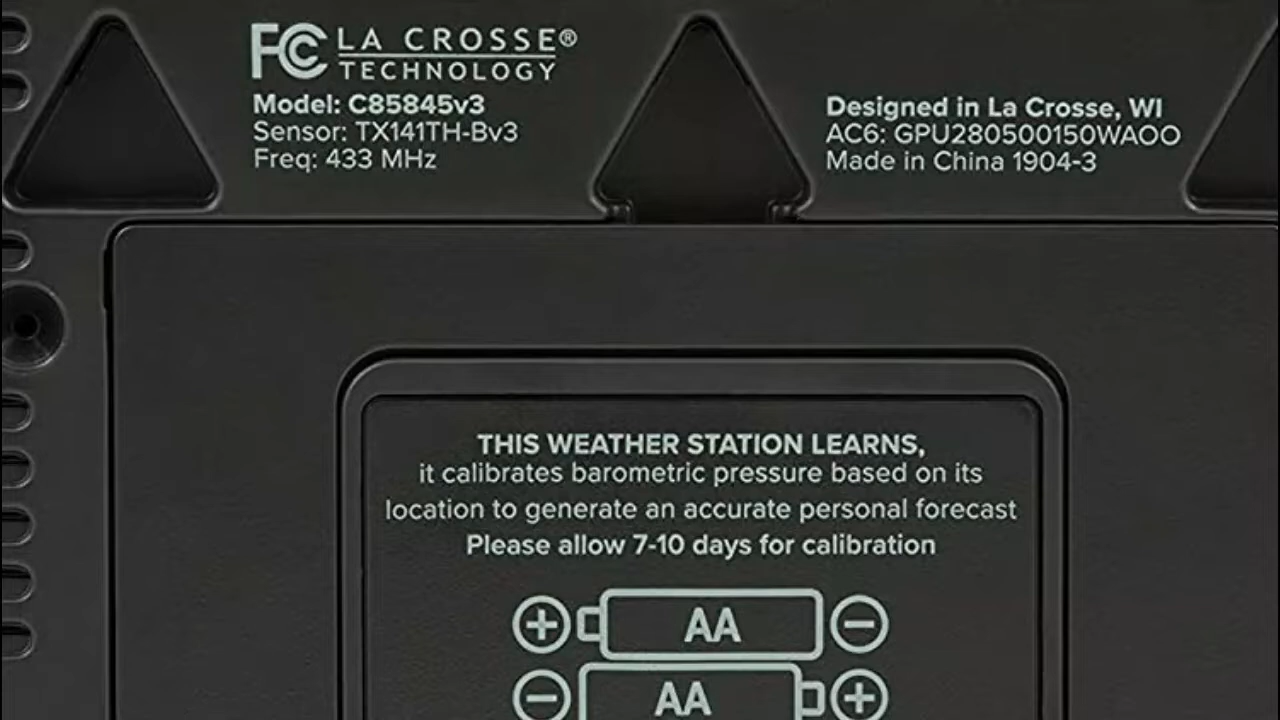 FCC LA CROSSE®
TECHNOLOGY
Model: C85845v3
Sensor: TX141TH-Bv3
Freq: 433 MHz
Designed in La Crosse, WI
AC6: GPU280500150WAOO
Made in China 1904-3
THIS WEATHER STATION LEARNS,
it calibrates barometric pressure based on its
location to generate an accurate personal forecast
Please allow 7-10 days for calibration
+ AA −
− AA +